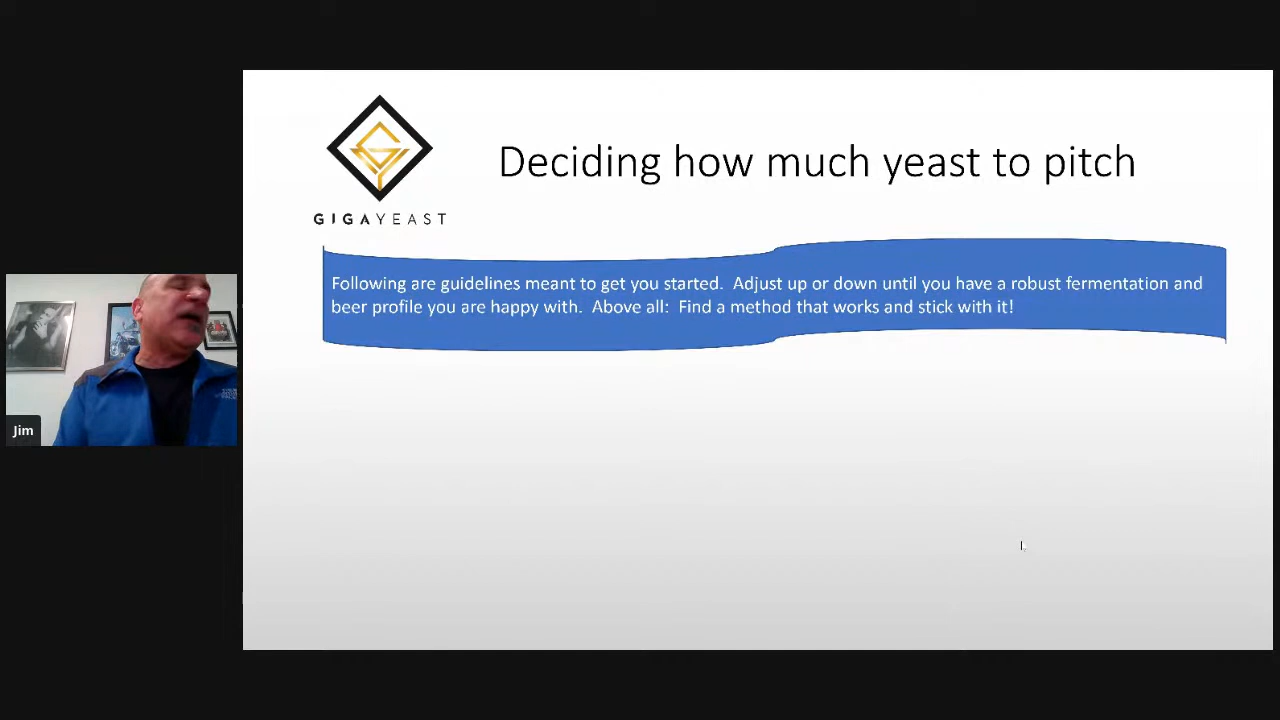 GIGAYEAST
Deciding how much yeast to pitch
Following are guidelines meant to get you started.  Adjust up or down until you have a robust fermentation and
beer profile you are happy with.  Above all:  Find a method that works and stick with it!
Jim